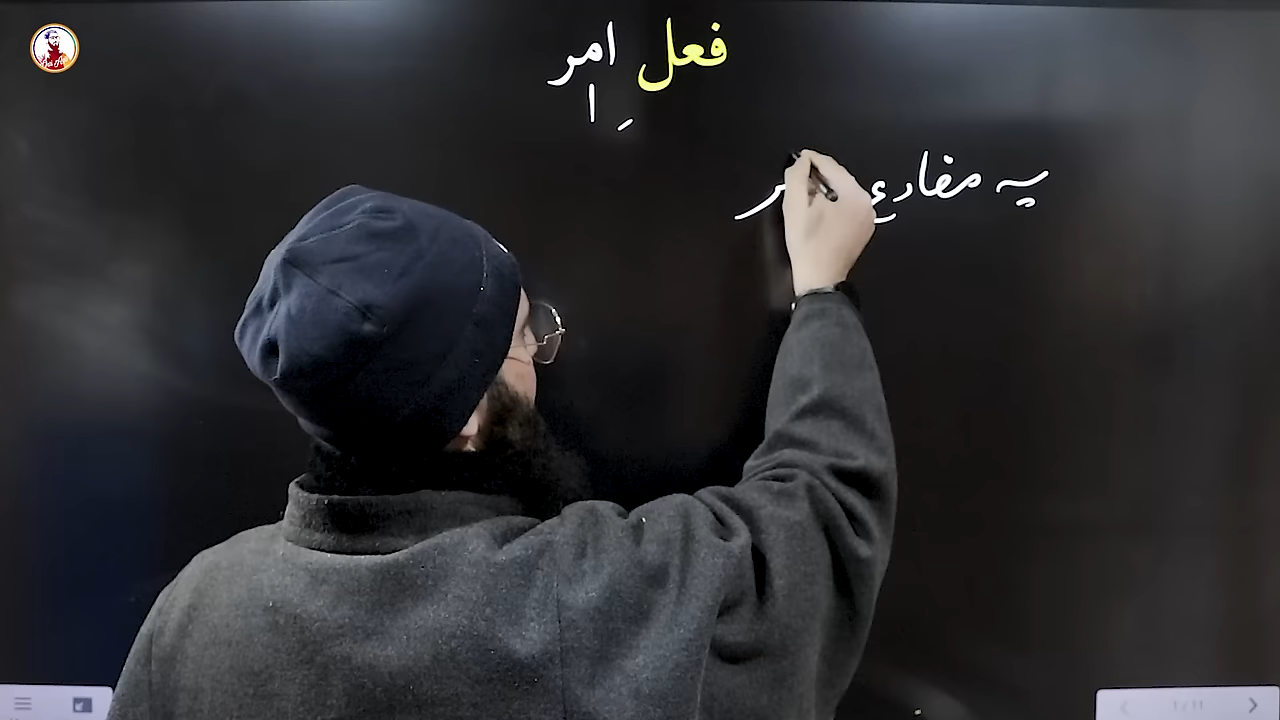 فعل امر
ِ ا
یہ مضارع